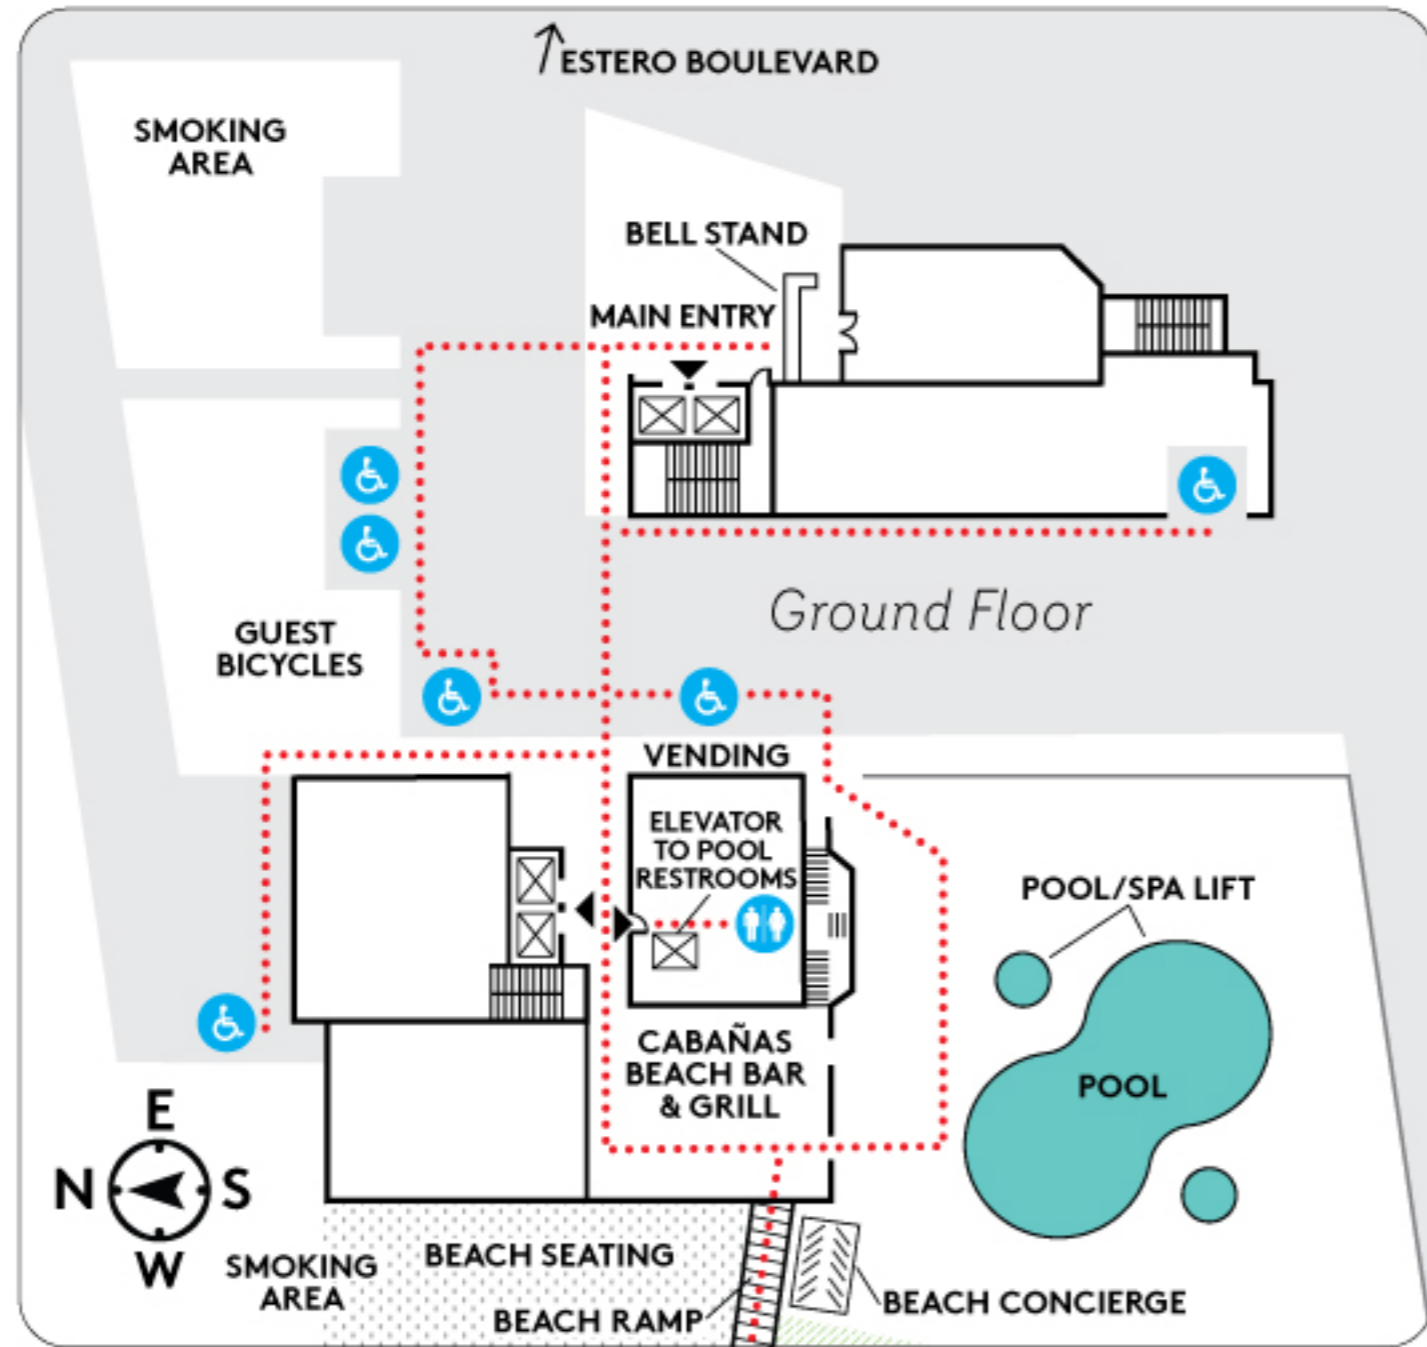 ESTERO BOULEVARD
SMOKING
AREA
BELL STAND
MAIN ENTRY
Ground Floor
GUEST
BICYCLES
VENDING
ELEVATOR
TO POOL
RESTROOMS
POOL/SPA LIFT
CABAÑAS
BEACH BAR
& GRILL
POOL
E
N
S
W
SMOKING
AREA
BEACH SEATING
BEACH RAMP
BEACH CONCIERGE